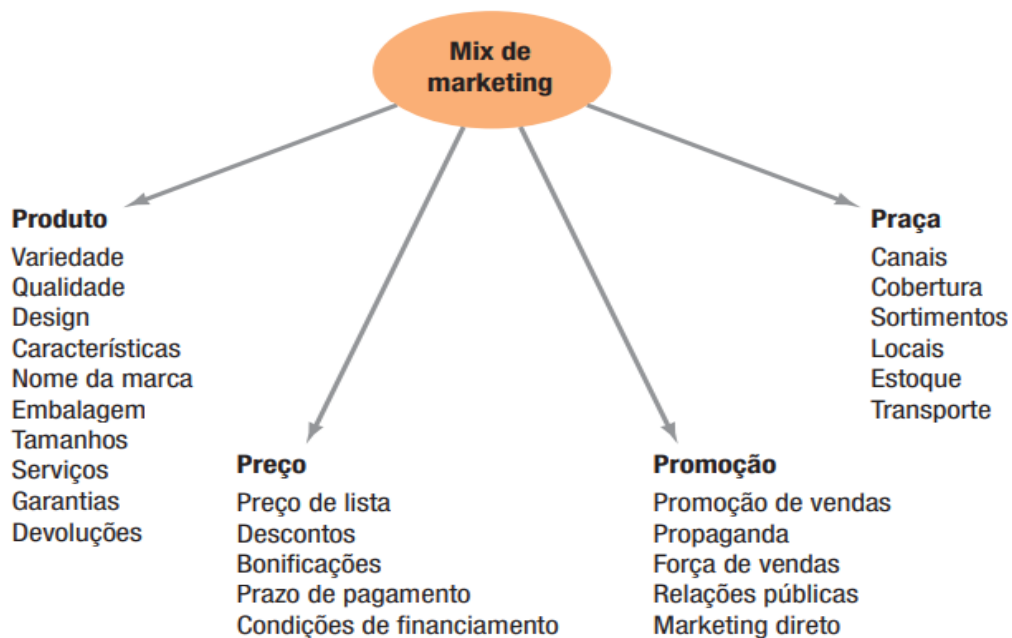 Mix de
marketing
Produto
Variedade
Qualidade
Design
Características
Nome da marca
Embalagem
Tamanhos
Serviços
Garantias
Devoluções
Preço
Preço de lista
Descontos
Bonificações
Prazo de pagamento
Condições de financiamento
Promoção
Promoção de vendas
Propaganda
Força de vendas
Relações públicas
Marketing direto
Praça
Canais
Cobertura
Sortimentos
Locais
Estoque
Transporte